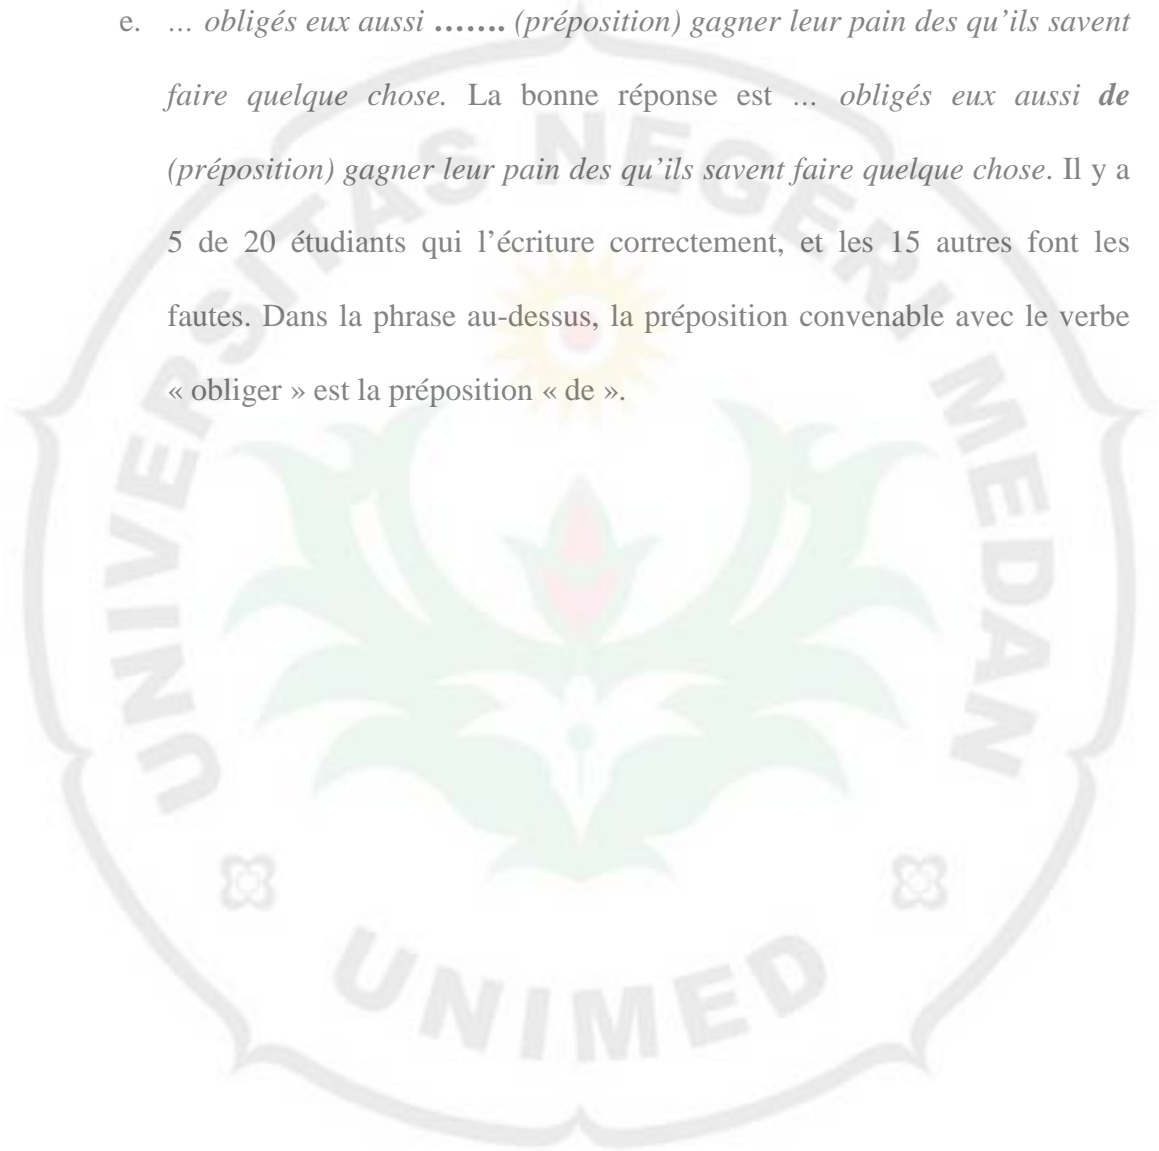 e. ... obligés eux aussi ....... (préposition) gagner leur pain des qu'ils savent
faire quelque chose. La bonne réponse est ... obligés eux aussi de
(préposition) gagner leur pain des qu'ils savent faire quelque chose. Il y a
5 de 20 étudiants qui l'écriture correctement, et les 15 autres font les
fautes. Dans la phrase au-dessus, la préposition convenable avec le verbe
« obliger » est la préposition « de ».
UNIVERSITAS NEGERI MEDAN
UNIMED